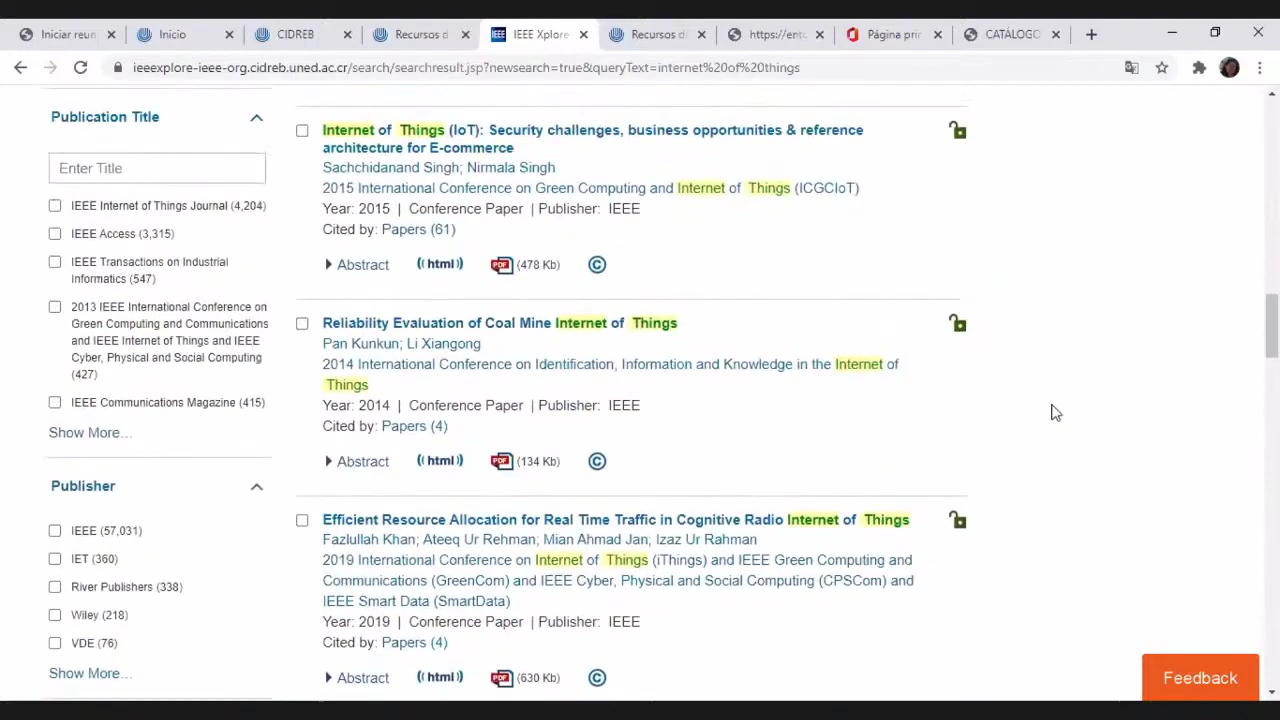 Iniciar reun
Inicio
CIDREB
Recursos d
IEEE
IEEE Xplore
Recursos d
https://ento
Página prin
CATÁLOGO
ieeexplore-ieee-org.cidreb.uned.ac.cr/search/searchresult.jsp?newsearch=true&queryText=internet%20of%20things
Publication Title
Enter Title
IEEE Internet of Things Journal (4,204)
IEEE Access (3,315)
IEEE Transactions on Industrial
Informatics (547)
2013 IEEE International Conference on
Green Computing and Communications
and IEEE Internet of Things and IEEE
Cyber, Physical and Social Computing
(427)
IEEE Communications Magazine (415)
Show More...
Publisher
IEEE (57,031)
IET (360)
River Publishers (338)
Wiley (218)
VDE (76)
Show More...
Internet of Things (IoT): Security challenges, business opportunities & reference
architecture for E-commerce
Sachchidanand Singh; Nirmala Singh
2015 International Conference on Green Computing and Internet of Things (ICGCIoT)
Year: 2015 | Conference Paper | Publisher: IEEE
Cited by: Papers (61)
Abstract ((html)) PDF (478 Kb) ©
Reliability Evaluation of Coal Mine Internet of Things
Pan Kunkun; Li Xiangong
2014 International Conference on Identification, Information and Knowledge in the Internet of
Things
Year: 2014 | Conference Paper | Publisher: IEEE
Cited by: Papers (4)
Abstract ((html)) PDF (134 Kb) ©
Efficient Resource Allocation for Real Time Traffic in Cognitive Radio Internet of Things
Fazlullah Khan; Ateeq Ur Rehman; Mian Ahmad Jan; Izaz Ur Rahman
2019 International Conference on Internet of Things (iThings) and IEEE Green Computing and
Communications (GreenCom) and IEEE Cyber, Physical and Social Computing (CPSCom) and
IEEE Smart Data (SmartData)
Year: 2019 | Conference Paper | Publisher: IEEE
Cited by: Papers (4)
Abstract ((html)) PDF (630 Kb) ©
Feedback